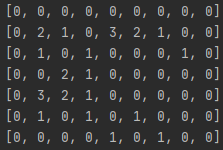 [0, 0, 0, 0, 0, 0, 0, 0, 0]
[0, 2, 1, 0, 3, 2, 1, 0, 0]
[0, 1, 0, 1, 0, 0, 0, 1, 0]
[0, 0, 2, 1, 0, 0, 0, 0, 0]
[0, 3, 2, 1, 0, 0, 0, 0, 0]
[0, 1, 0, 1, 0, 1, 0, 0, 0]
[0, 0, 0, 0, 1, 0, 1, 0, 0]